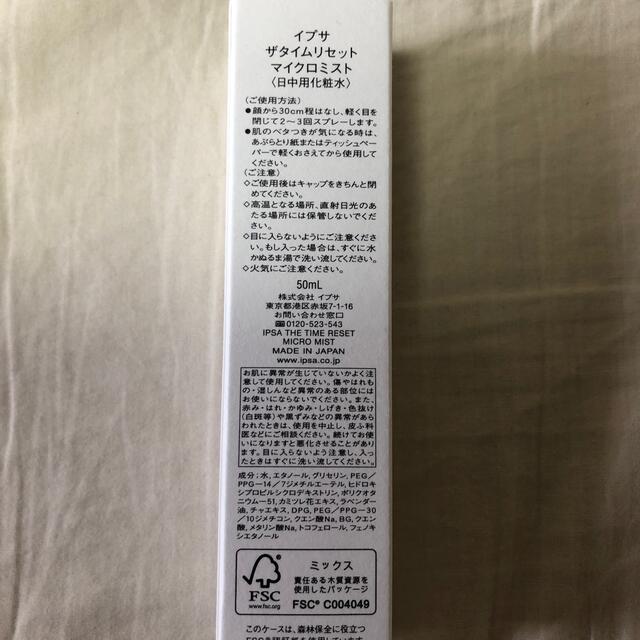 イプサ
ザタイムリセット
マイクロミスト
〈日中用化粧水〉
〈ご使用方法〉
●顔から30cm程はなし、軽く目を
閉じて2〜3回スプレーします。
●肌のベタつきが気になる時は、
あぶらとり紙またはティッシュペー
パーで軽くおさえてから使用して
ください。
〈ご注意〉
◇ご使用後はキャップをきちんと閉
めてください。
◇高温となる場所、直射日光のあ
たる場所には保管しないでくだ
さい。
◇目に入らないようにご注意くださ
い。もし入った場合は、すぐに水
かぬるま湯で洗い流してください。
◇火気にご注意ください。
50mL
株式会社 イプサ
東京都港区赤坂7-1-16
お問い合わせ窓口
☎0120-523-543
IPSA THE TIME RESET
MICRO MIST
MADE IN JAPAN
www.ipsa.co.jp
お肌に異常が生じていないかよく注
意して使用してください。傷やはれも
の・湿しんなど異常のある部位には
お使いにならないでください。また、
赤み・はれ・かゆみ・しげき・色抜け
(白斑等)や黒ずみなどの異常があら
われたときは、使用を中止し、皮ふ科
医などにご相談ください。続けてお使
いになりますと悪化させることがあり
ます。目に入らないよう注意し、入っ
たときはすぐに洗い流してください。
成分:水,エタノール,グリセリン,PEG/
PPG-14/7ジメチルエーテル,ヒドロキ
シプロピルシクロデキストリン,ポリクオタ
ニウムー51,カミツレ花エキス,ラベンダー
油,チャエキス,DPG,PEG/PPG-30
/10ジメチコン,クエン酸Na,BG,クエン
酸,メタリン酸Na,トコフェロール,フェノキ
シエタノール
FSC
www.fsc.org
ミックス
責任ある木質資源を
使用したパッケージ
FSC® C004049
このケースは、森林保全に役立つ